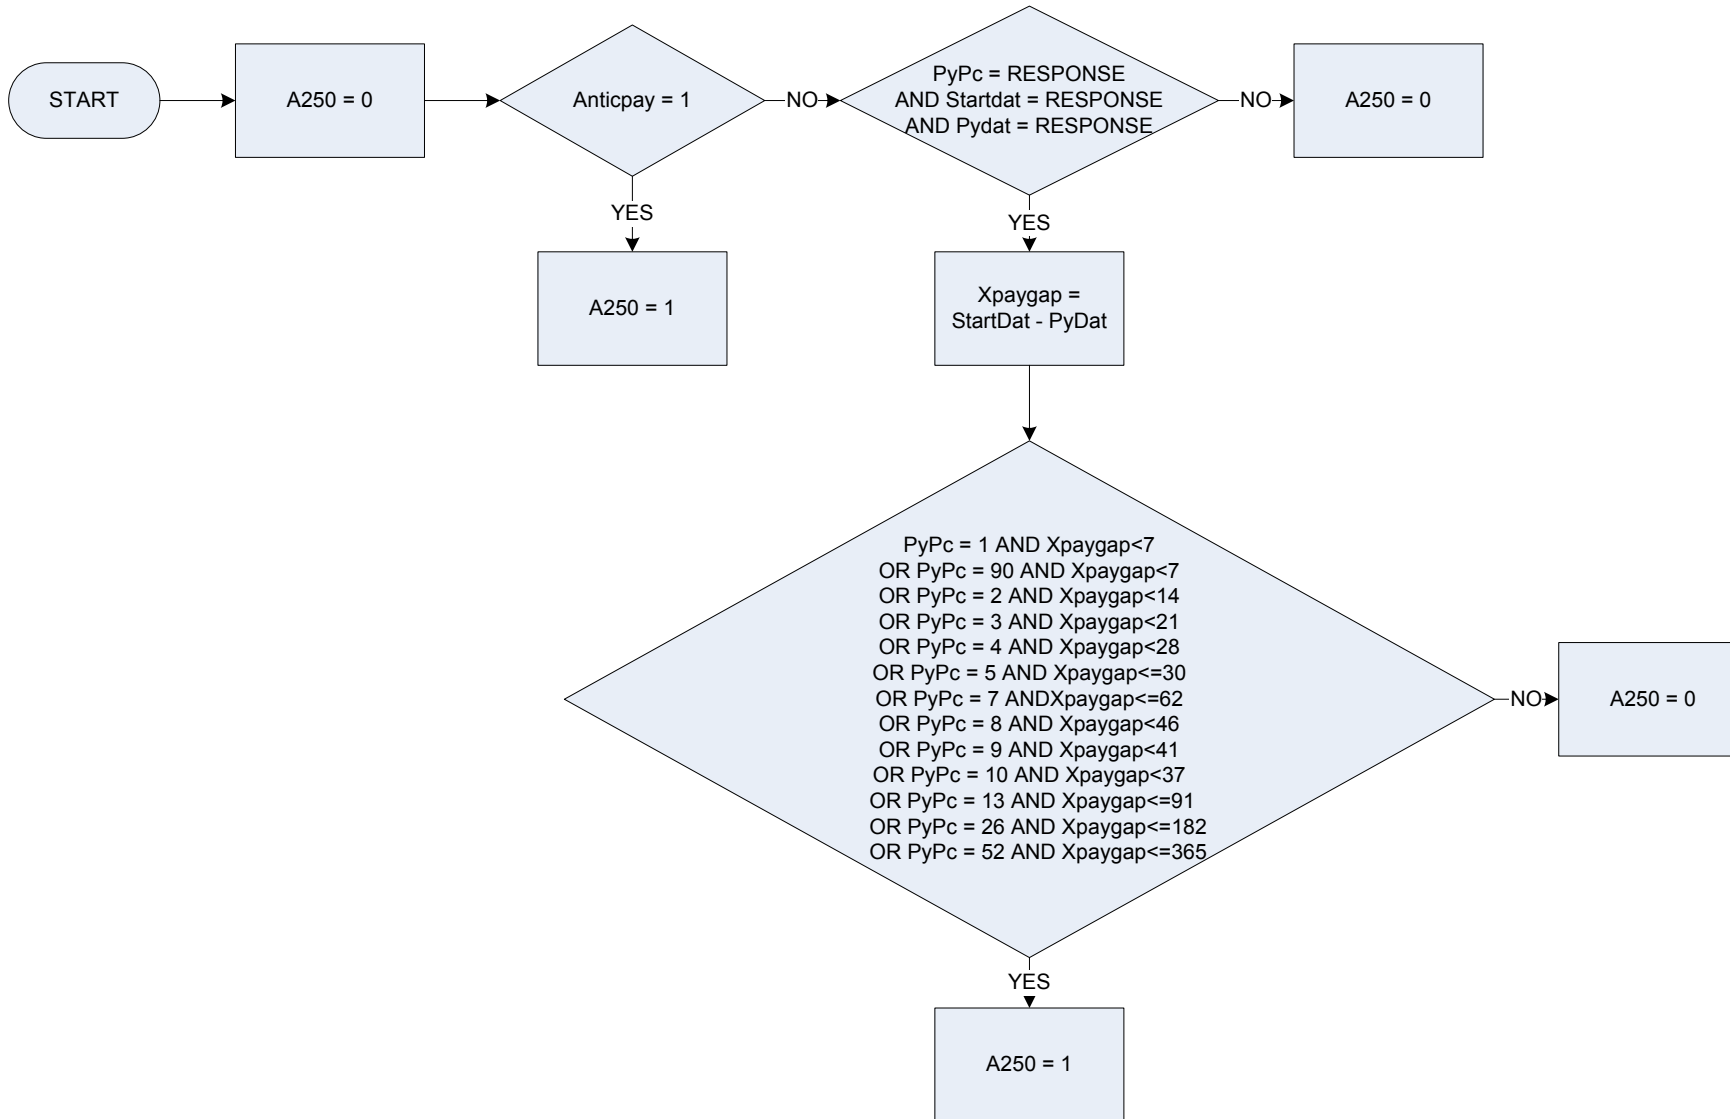 START
A250 = 0
Anticpay = 1
NO
PyPc = RESPONSE
AND Startdat = RESPONSE
AND Pydat = RESPONSE
NO
A250 = 0
YES
A250 = 1
YES
Xpaygap =
StartDat - PyDat
PyPc = 1 AND Xpaygap<7
OR PyPc = 90 AND Xpaygap<7
OR PyPc = 2 AND Xpaygap<14
OR PyPc = 3 AND Xpaygap<21
OR PyPc = 4 AND Xpaygap<28
OR PyPc = 5 AND Xpaygap<=30
OR PyPc = 7 ANDXpaygap<=62
OR PyPc = 8 AND Xpaygap<46
OR PyPc = 9 AND Xpaygap<41
OR PyPc = 10 AND Xpaygap<37
OR PyPc = 13 AND Xpaygap<=91
OR PyPc = 26 AND Xpaygap<=182
OR PyPc = 52 AND Xpaygap<=365
NO
A250 = 0
YES
A250 = 1